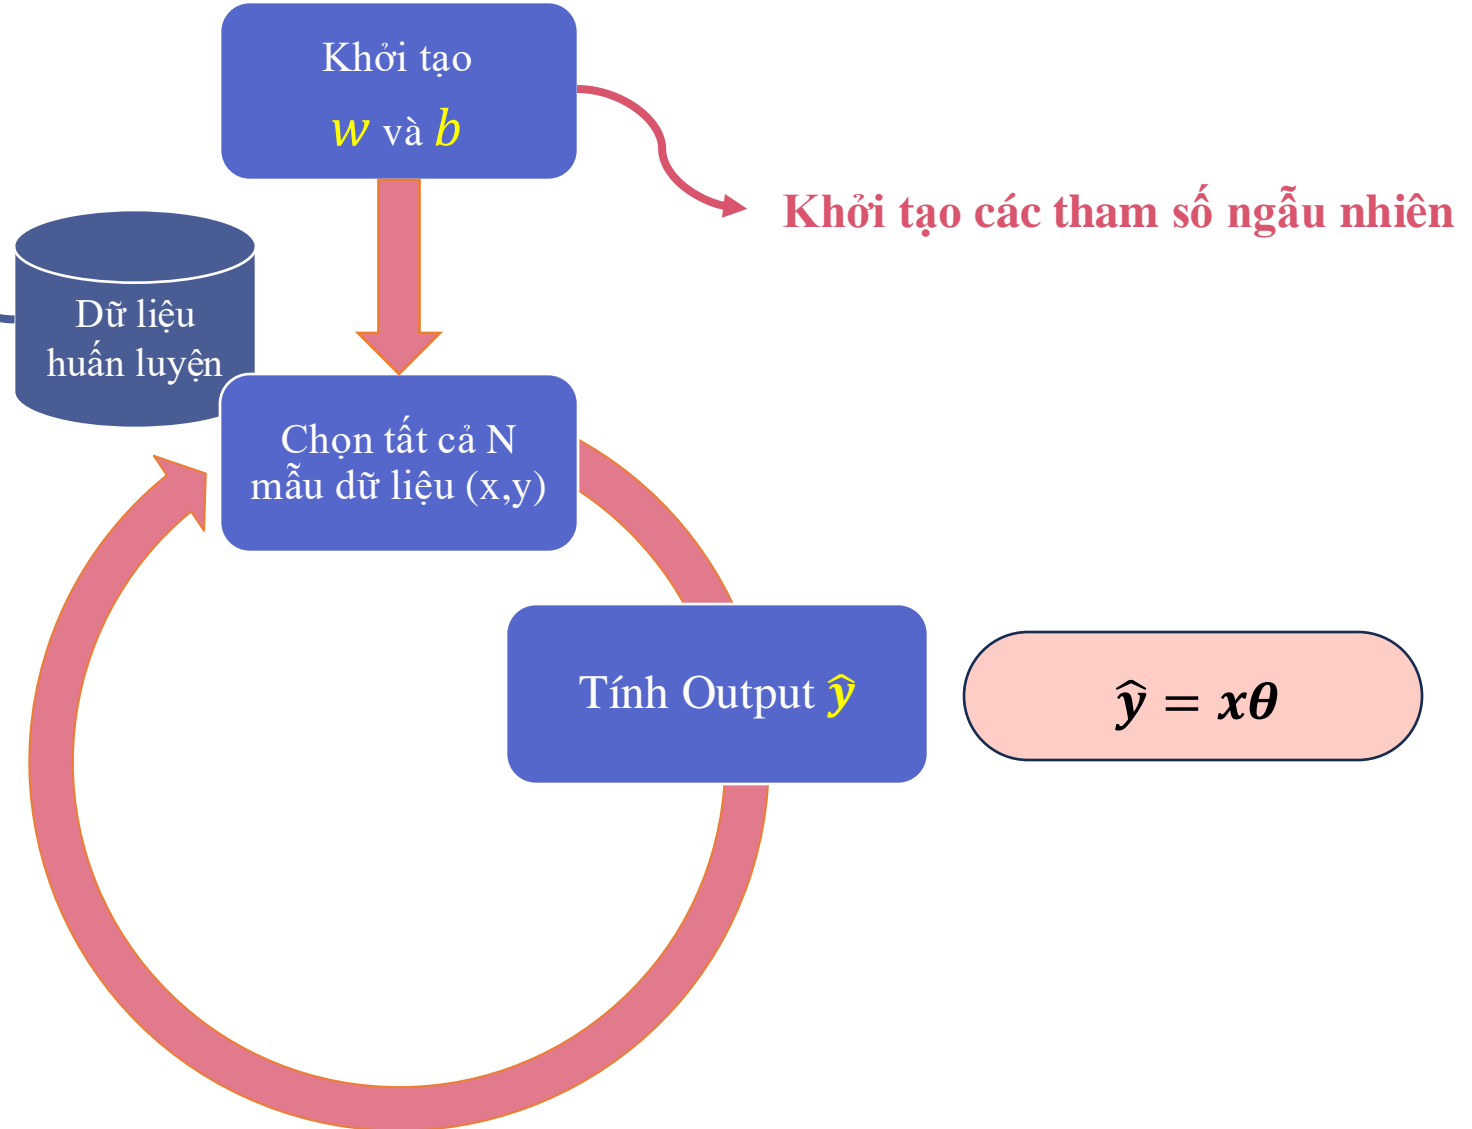 Khởi tạo
w và b
Khởi tạo các tham số ngẫu nhiên
Dữ liệu
huấn luyện
Chọn tất cả N
mẫu dữ liệu (x,y)
Tính Output ŷ
ŷ = xθ